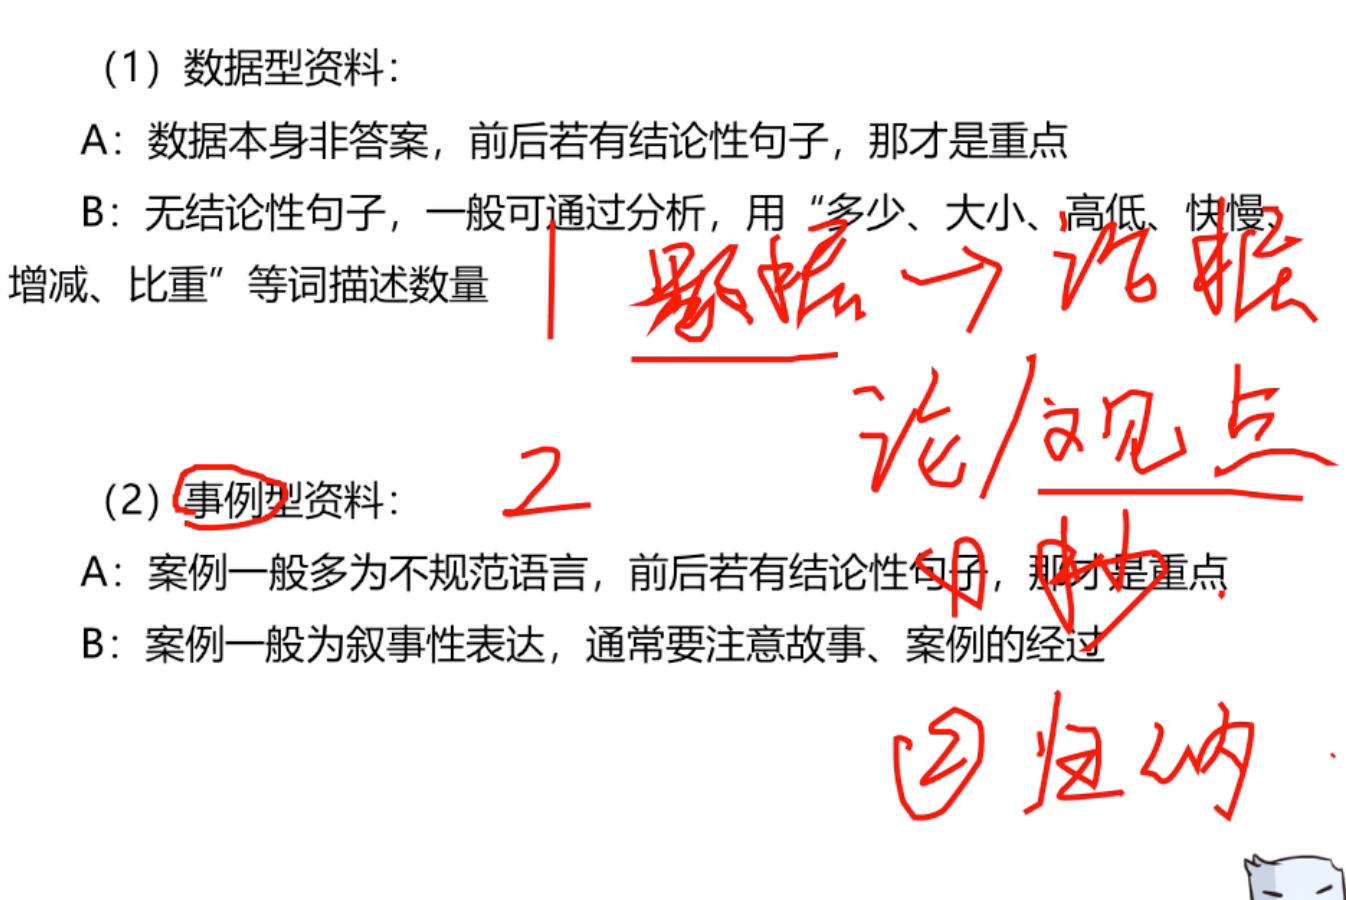 （1）数据型资料：
A：数据本身非答案，前后若有结论性句子，那才是重点
B：无结论性句子，一般可通过分析，用“多少、大小、高低、快慢、
增减、比重”等词描述数量
1 数据→论据
论/观点
（2）事例型资料：
2
A：案例一般多为不规范语言，前后若有结论性句子，那才是重点
①抄
B：案例一般为叙事性表达，通常要注意故事、案例的经过
②归纳